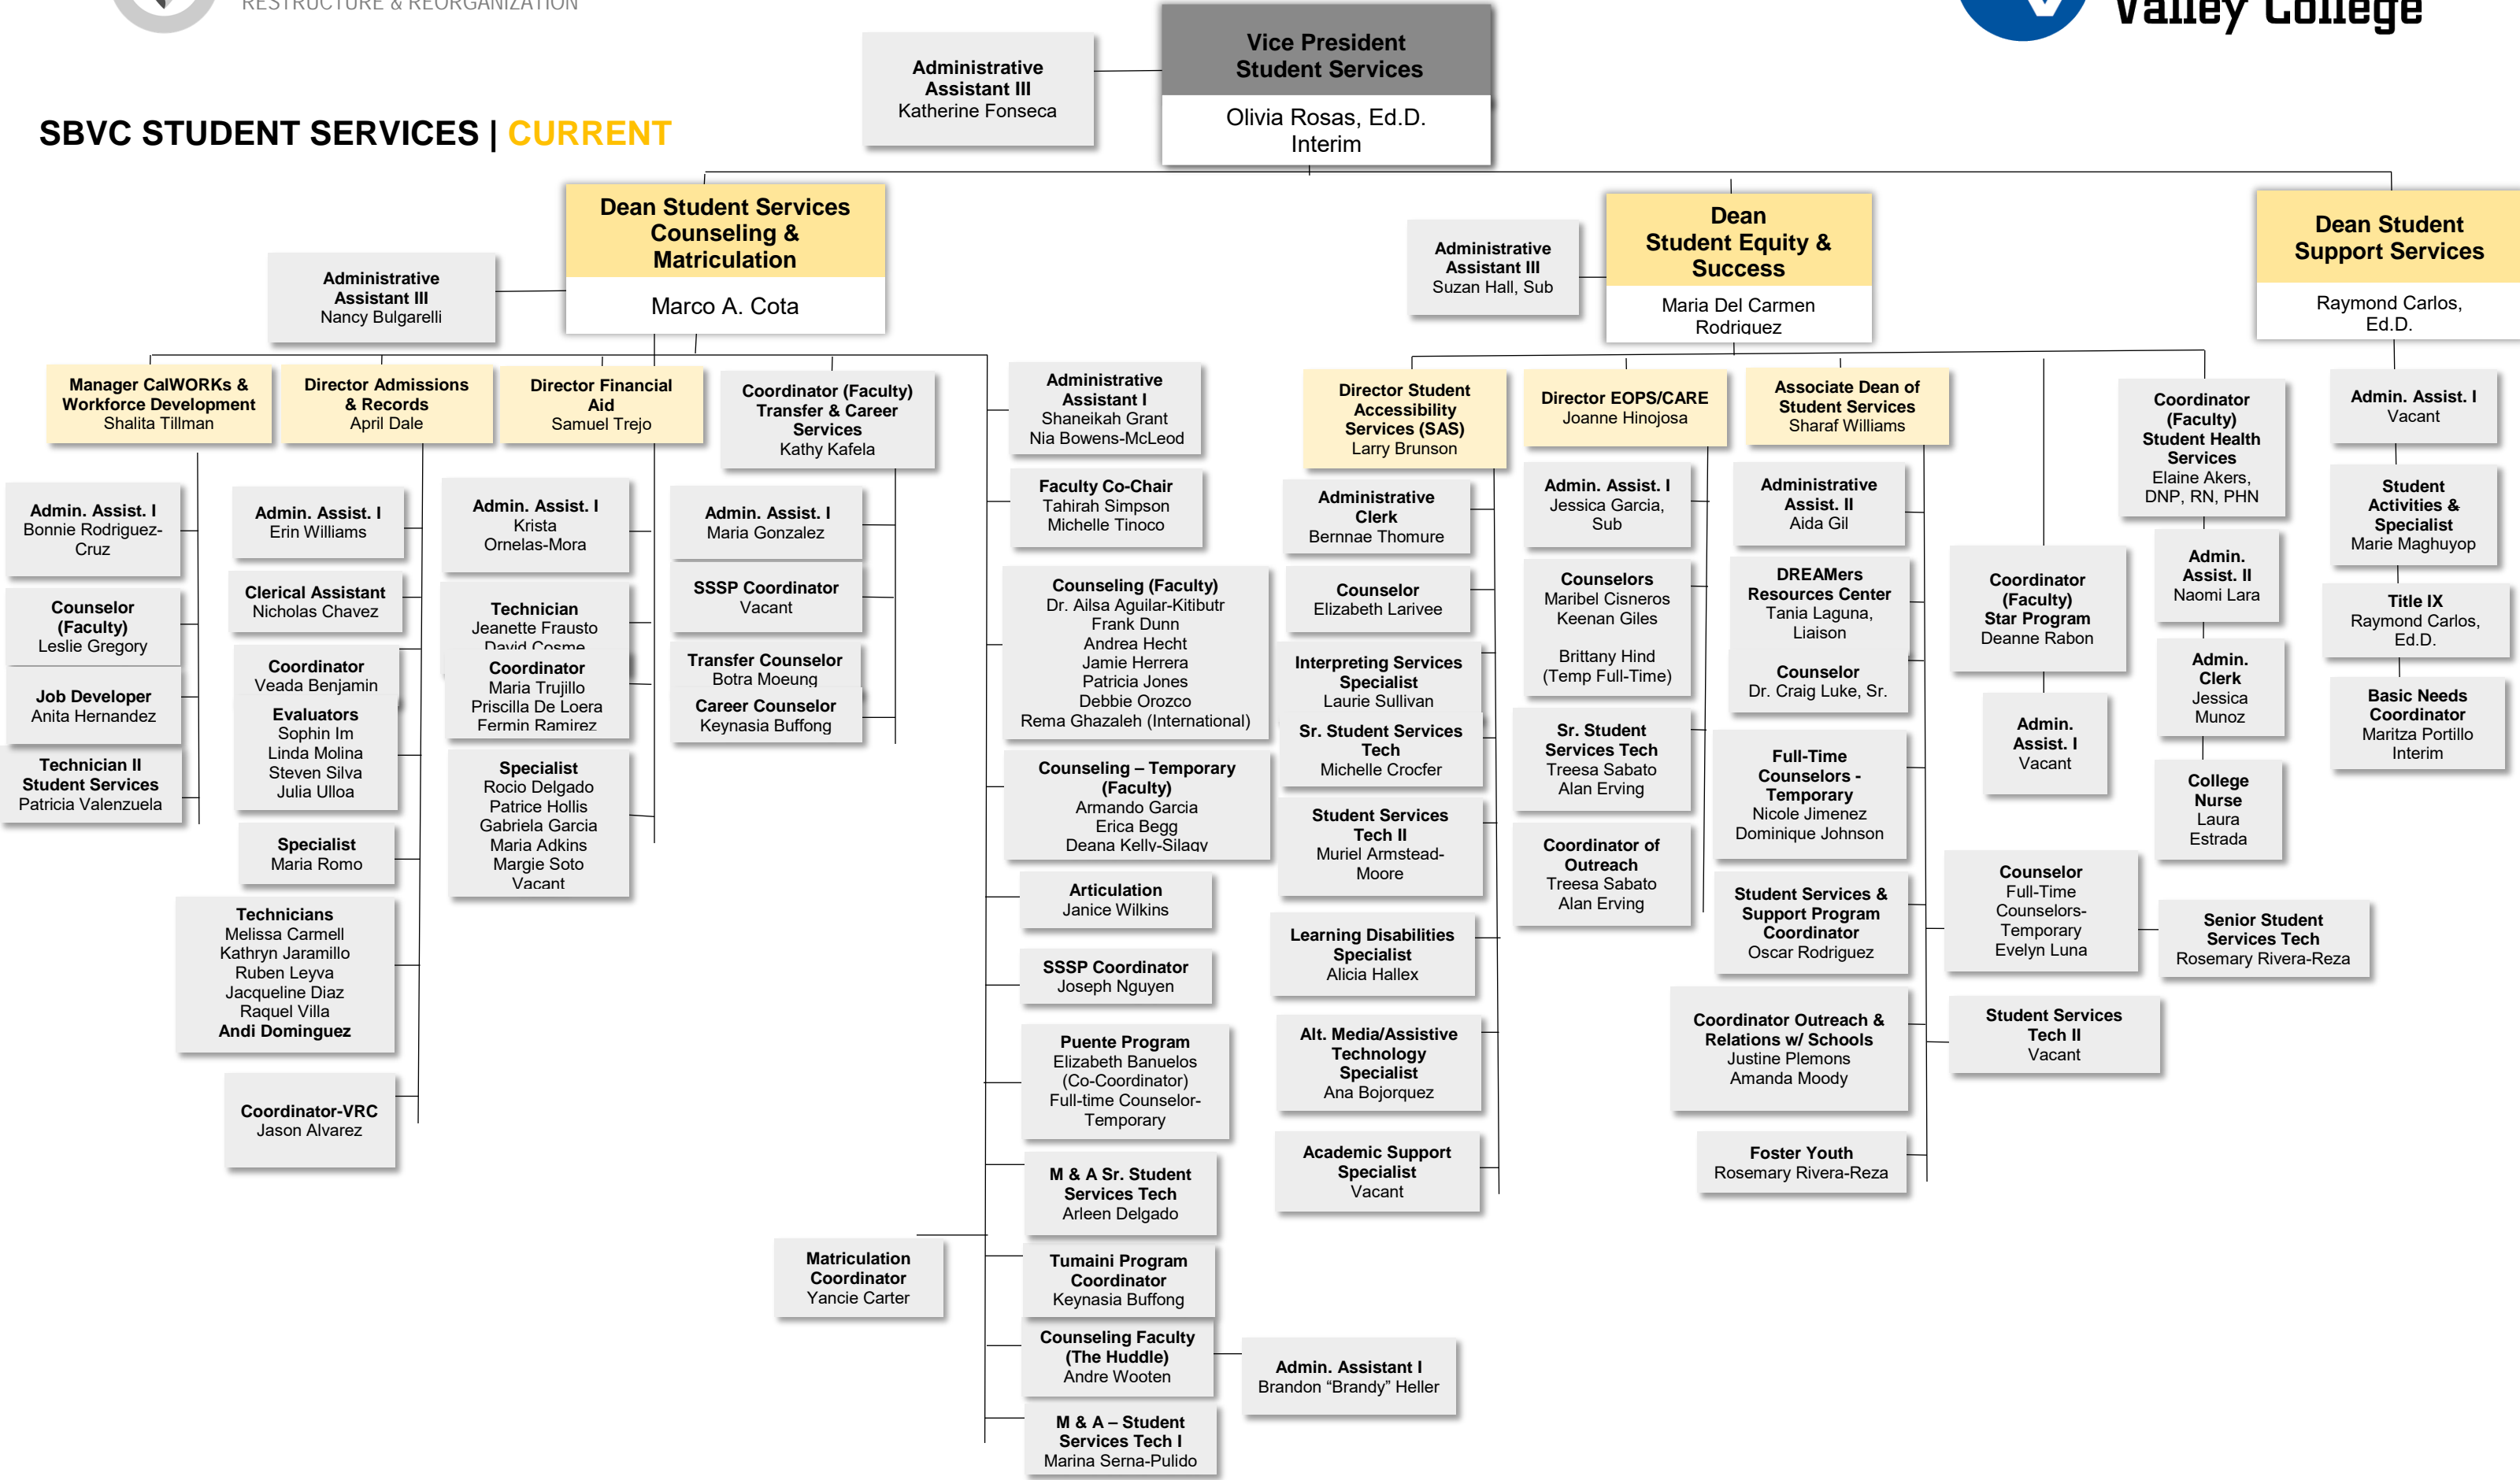 RESTRUCTURE & REORGANIZATION
Valley College
SBVC STUDENT SERVICES | CURRENT
Administrative
Assistant III
Katherine Fonseca
Vice President
Student Services
Olivia Rosas, Ed.D.
Interim
Dean Student Services
Counseling &
Matriculation
Marco A. Cota
Administrative
Assistant III
Nancy Bulgarelli
Administrative
Assistant III
Suzan Hall, Sub
Dean
Student Equity &
Success
Maria Del Carmen
Rodriguez
Dean Student
Support Services
Raymond Carlos,
Ed.D.
Manager CalWORKs &
Workforce Development
Shalita Tillman
Admin. Assist. I
Bonnie Rodriguez-
Cruz
Counselor
(Faculty)
Leslie Gregory
Job Developer
Anita Hernandez
Technician II
Student Services
Patricia Valenzuela
Director Admissions
& Records
April Dale
Admin. Assist. I
Erin Williams
Clerical Assistant
Nicholas Chavez
Coordinator
Veada Benjamin
Evaluators
Sophin Im
Linda Molina
Steven Silva
Julia Ulloa
Specialist
Maria Romo
Technicians
Melissa Carmell
Kathryn Jaramillo
Ruben Leyva
Jacqueline Diaz
Raquel Villa
Andi Dominguez
Coordinator-VRC
Jason Alvarez
Director Financial
Aid
Samuel Trejo
Admin. Assist. I
Krista
Ornelas-Mora
Technician
Jeanette Frausto
David Cosme
Coordinator
Maria Trujillo
Priscilla De Loera
Fermin Ramirez
Specialist
Rocio Delgado
Patrice Hollis
Gabriela Garcia
Maria Adkins
Margie Soto
Vacant
Coordinator (Faculty)
Transfer & Career
Services
Kathy Kafela
Admin. Assist. I
Maria Gonzalez
SSSP Coordinator
Vacant
Transfer Counselor
Botra Moeung
Career Counselor
Keynasia Buffong
Administrative
Assistant I
Shaneikah Grant
Nia Bowens-McLeod
Faculty Co-Chair
Tahirah Simpson
Michelle Tinoco
Counseling (Faculty)
Dr. Ailsa Aguilar-Kitibutr
Frank Dunn
Andrea Hecht
Jamie Herrera
Patricia Jones
Debbie Orozco
Rema Ghazaleh (International)
Counseling – Temporary
(Faculty)
Armando Garcia
Erica Begg
Deana Kelly-Silagy
Articulation
Janice Wilkins
SSSP Coordinator
Joseph Nguyen
Puente Program
Elizabeth Banuelos
(Co-Coordinator)
Full-time Counselor-
Temporary
M & A Sr. Student
Services Tech
Arleen Delgado
Matriculation
Coordinator
Yancie Carter
Tumaini Program
Coordinator
Keynasia Buffong
Counseling Faculty
(The Huddle)
Andre Wooten
Admin. Assistant I
Brandon “Brandy” Heller
M & A – Student
Services Tech I
Marina Serna-Pulido
Director Student
Accessibility
Services (SAS)
Larry Brunson
Administrative
Clerk
Bernnae Thomure
Counselor
Elizabeth Larivee
Interpreting Services
Specialist
Laurie Sullivan
Sr. Student Services
Tech
Michelle Crocfer
Student Services
Tech II
Muriel Armstead-
Moore
Learning Disabilities
Specialist
Alicia Hallex
Alt. Media/Assistive
Technology
Specialist
Ana Bojorquez
Academic Support
Specialist
Vacant
Director EOPS/CARE
Joanne Hinojosa
Admin. Assist. I
Jessica Garcia,
Sub
Counselors
Maribel Cisneros
Keenan Giles
Brittany Hind
(Temp Full-Time)
Sr. Student
Services Tech
Treesa Sabato
Alan Erving
Coordinator of
Outreach
Treesa Sabato
Alan Erving
Associate Dean of
Student Services
Sharaf Williams
Administrative
Assist. II
Aida Gil
DREAMers
Resources Center
Tania Laguna,
Liaison
Counselor
Dr. Craig Luke, Sr.
Full-Time
Counselors -
Temporary
Nicole Jimenez
Dominique Johnson
Student Services &
Support Program
Coordinator
Oscar Rodriguez
Coordinator Outreach &
Relations w/ Schools
Justine Plemons
Amanda Moody
Foster Youth
Rosemary Rivera-Reza
Coordinator
(Faculty)
Star Program
Deanne Rabon
Admin.
Assist. I
Vacant
Counselor
Full-Time
Counselors-
Temporary
Evelyn Luna
Senior Student
Services Tech
Rosemary Rivera-Reza
Student Services
Tech II
Vacant
Coordinator
(Faculty)
Student Health
Services
Elaine Akers,
DNP, RN, PHN
Admin.
Assist. II
Naomi Lara
Admin.
Clerk
Jessica
Munoz
College
Nurse
Laura
Estrada
Admin. Assist. I
Vacant
Student
Activities &
Specialist
Marie Maghuyop
Title IX
Raymond Carlos,
Ed.D.
Basic Needs
Coordinator
Maritza Portillo
Interim